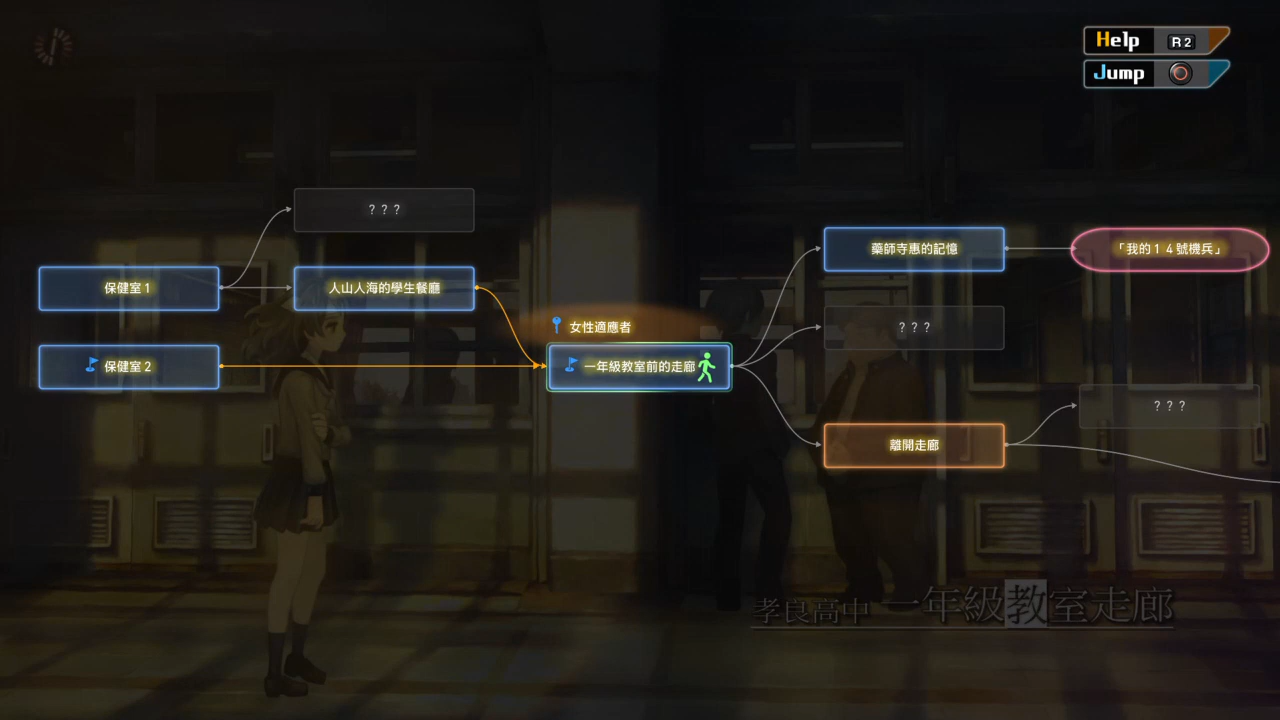 Help R2
Jump
？？？
保健室1
人山人海的學生餐廳
保健室2
女性適應者
一年級教室前的走廊
藥師寺惠的記憶
「我的１４號機兵」
？？？
離開走廊
？？？
孝良高中 一年級教室走廊